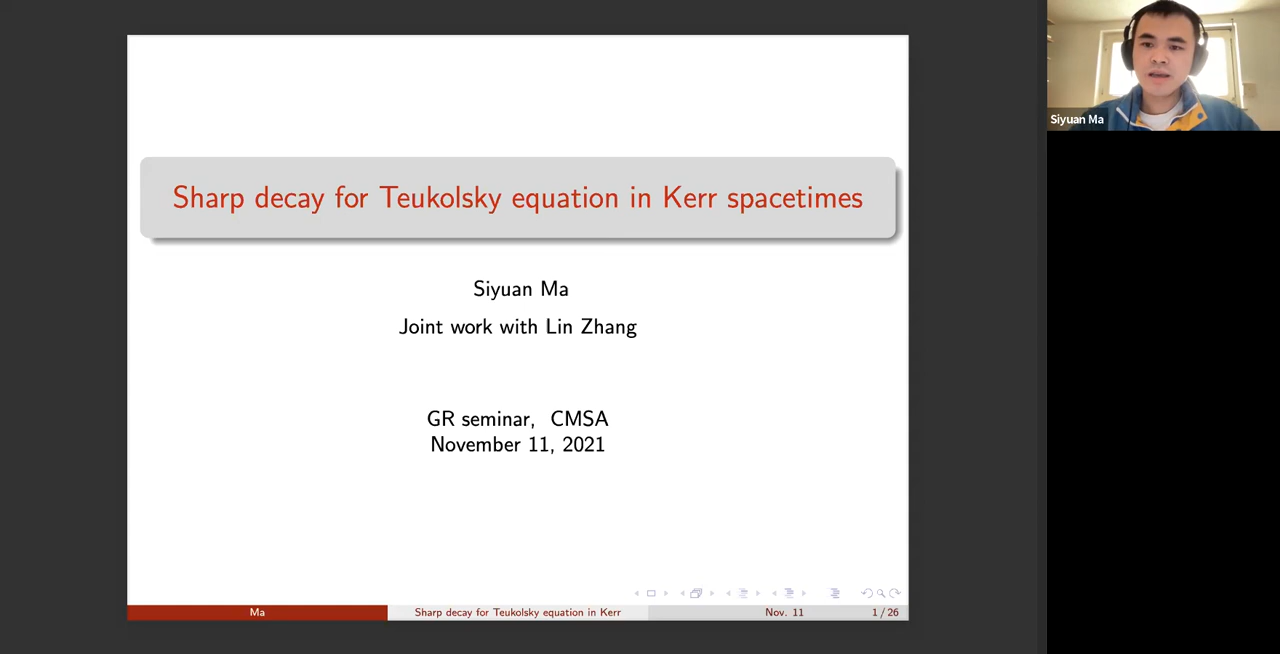 Sharp decay for Teukolsky equation in Kerr spacetimes
Siyuan Ma
Joint work with Lin Zhang
GR seminar, CMSA
November 11, 2021
Ma
Sharp decay for Teukolsky equation in Kerr
Nov. 11
1 / 26
Siyuan Ma